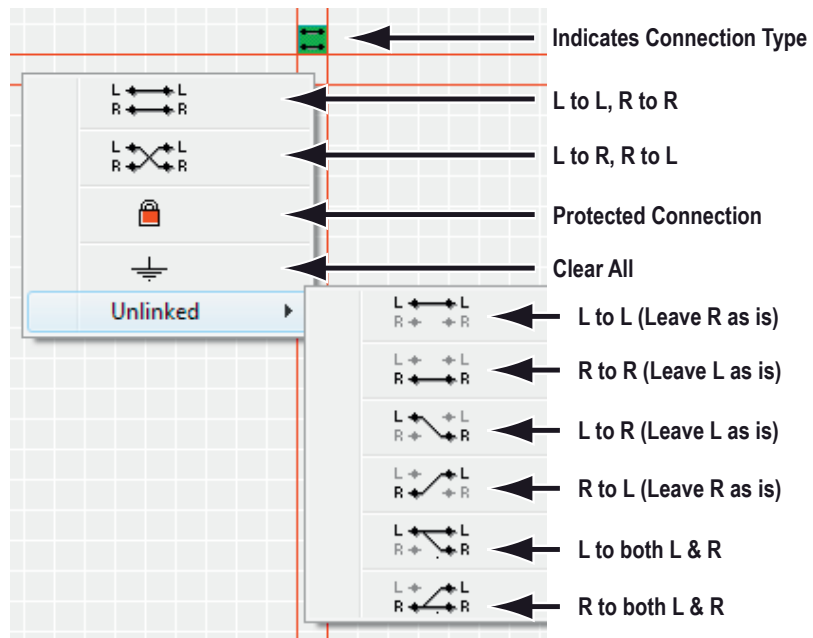 Indicates Connection Type
L L
R R
L to L, R to R
L L
R R
L to R, R to L
Protected Connection
Clear All
Unlinked
L L
R R
L to L (Leave R as is)
L L
R R
R to R (Leave L as is)
L L
R R
L to R (Leave L as is)
L L
R R
R to L (Leave R as is)
L L
R R
L to both L & R
L L
R R
R to both L & R